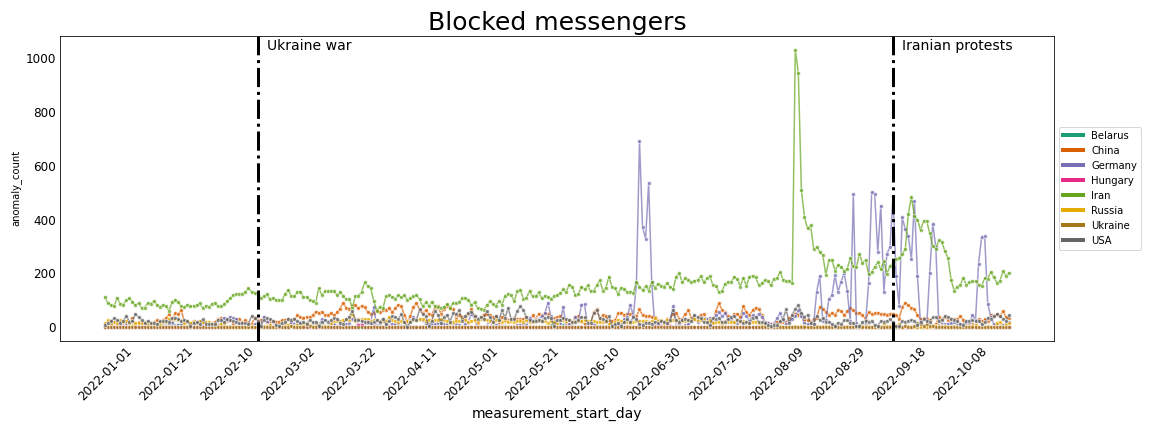 Blocked messengers
Ukraine war
Iranian protests
anomaly_count
1000
800
600
400
200
0
2022-01-01
2022-01-21
2022-02-10
2022-03-02
2022-03-22
2022-04-11
2022-05-01
2022-05-21
2022-06-10
2022-06-30
2022-07-20
2022-08-09
2022-08-29
2022-09-18
2022-10-08
measurement_start_day
Belarus
China
Germany
Hungary
Iran
Russia
Ukraine
USA